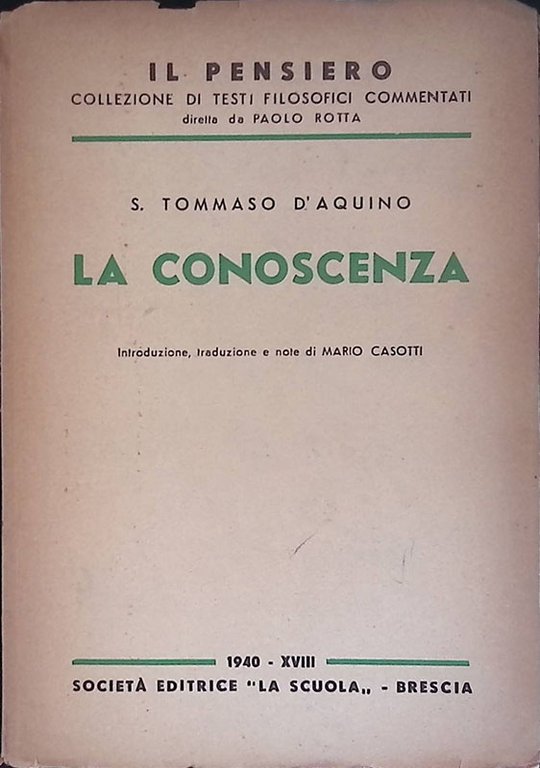 IL PENSIERO
COLLEZIONE DI TESTI FILOSOFICI COMMENTATI
diretta da PAOLO ROTTA
S. TOMMASO D'AQUINO
LA CONOSCENZA
Introduzione, traduzione e note di MARIO CASOTTI
1940 - XVIII
SOCIETÀ EDITRICE "LA SCUOLA„ - BRESCIA